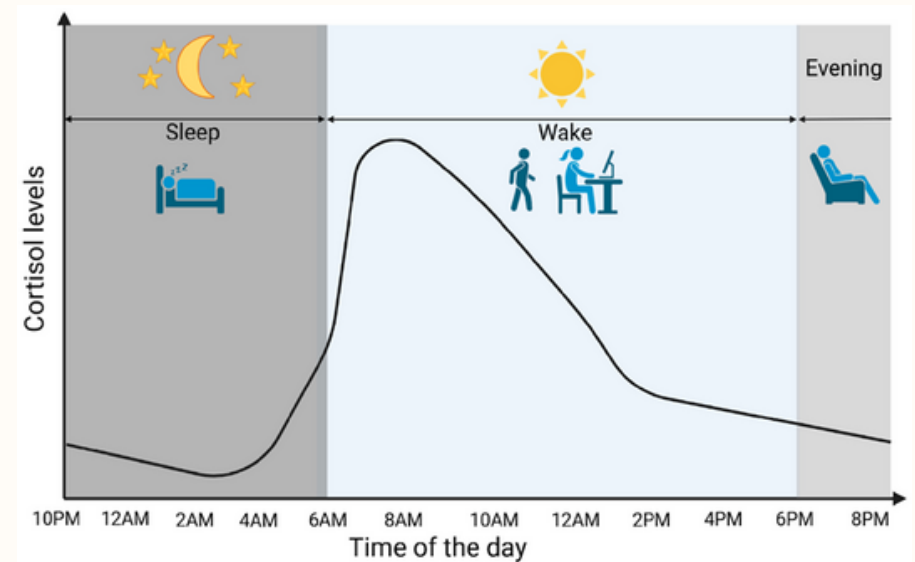 Evening
Sleep
Wake
zzz
Cortisol levels
10PM 12AM 2AM 4AM 6AM 8AM 10AM 12AM 2PM 4PM 6PM 8PM
Time of the day